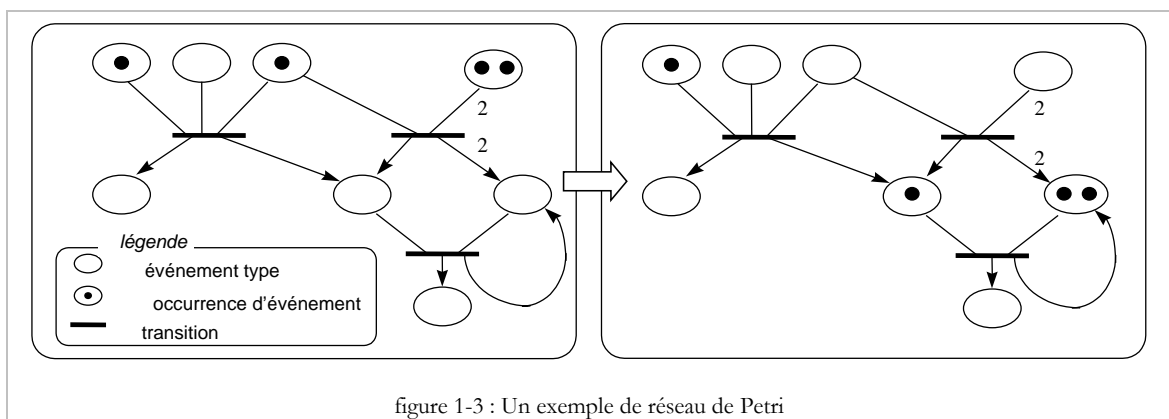 2
2
légende
événement type
occurrence d'événement
transition
2
2
figure 1-3 : Un exemple de réseau de Petri